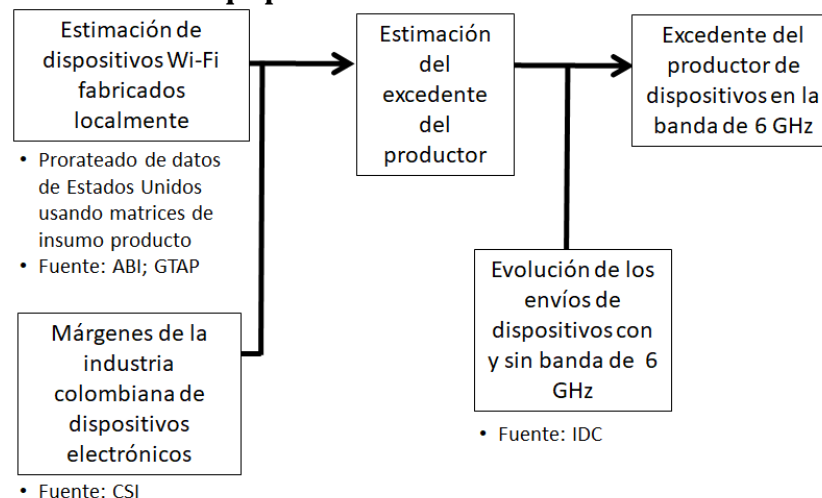 Estimación de
dispositivos Wi-Fi
fabricados
localmente
• Prorateado de datos
de Estados Unidos
usando matrices de
insumo producto
• Fuente: ABI; GTAP
Márgenes de la
industria
colombiana de
dispositivos
electrónicos
• Fuente: CSI
Estimación
del
excedente
del
productor
Evolución de los
envíos de
dispositivos con
y sin banda de 6
GHz
• Fuente: IDC
Excedente del
productor de
dispositivos en la
banda de 6 GHz